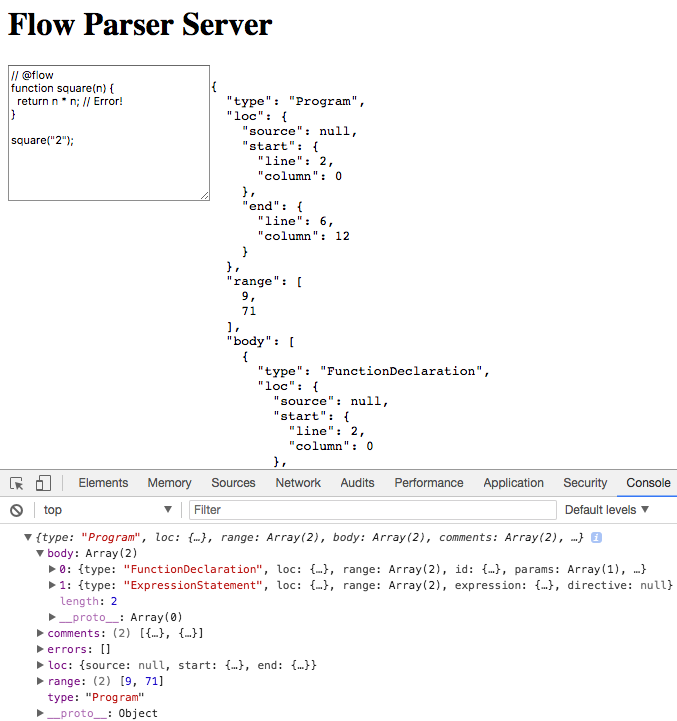 Flow Parser Server
// @flow
function square(n) {
  return n * n; // Error!
}
square("2");
{
  "type": "Program",
  "loc": {
    "source": null,
    "start": {
      "line": 2,
      "column": 0
    },
    "end": {
      "line": 6,
      "column": 12
    }
  },
  "range": [
    9,
    71
  ],
  "body": [
    {
      "type": "FunctionDeclaration",
      "loc": {
        "source": null,
        "start": {
          "line": 2,
          "column": 0
        },
Elements Memory Sources Network Audits Performance Application Security Console
top Filter Default levels
{type: "Program", loc: {…}, range: Array(2), body: Array(2), comments: Array(2), …} i
body: Array(2)
0: {type: "FunctionDeclaration", loc: {…}, range: Array(2), id: {…}, params: Array(1), …}
1: {type: "ExpressionStatement", loc: {…}, range: Array(2), expression: {…}, directive: null}
length: 2
__proto__: Array(0)
comments: (2) [{…}, {…}]
errors: []
loc: {source: null, start: {…}, end: {…}}
range: (2) [9, 71]
type: "Program"
__proto__: Object